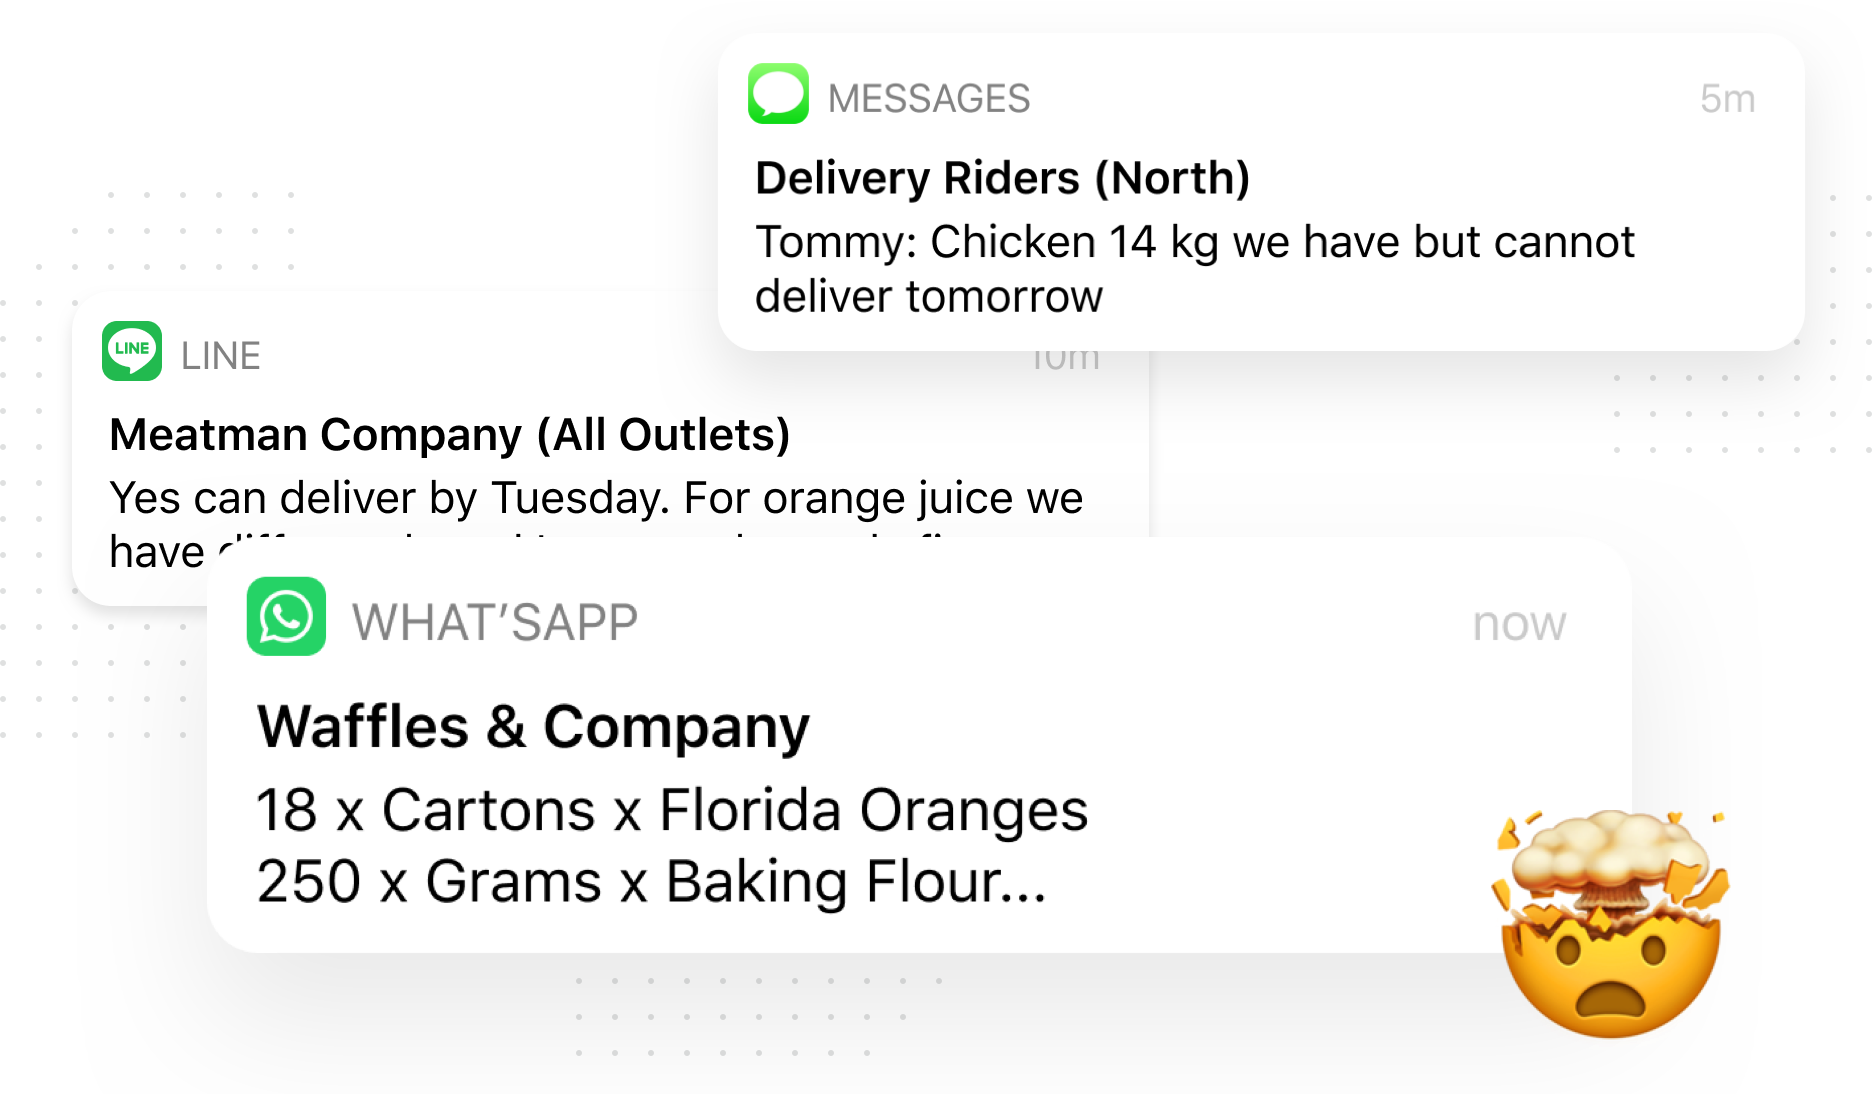 MESSAGES
5m
Delivery Riders (North)
Tommy: Chicken 14 kg we have but cannot
deliver tomorrow
LINE
LINE
10m
Meatman Company (All Outlets)
Yes can deliver by Tuesday. For orange juice we
have
WHAT’SAPP
now
Waffles & Company
18 x Cartons x Florida Oranges
250 x Grams x Baking Flour...